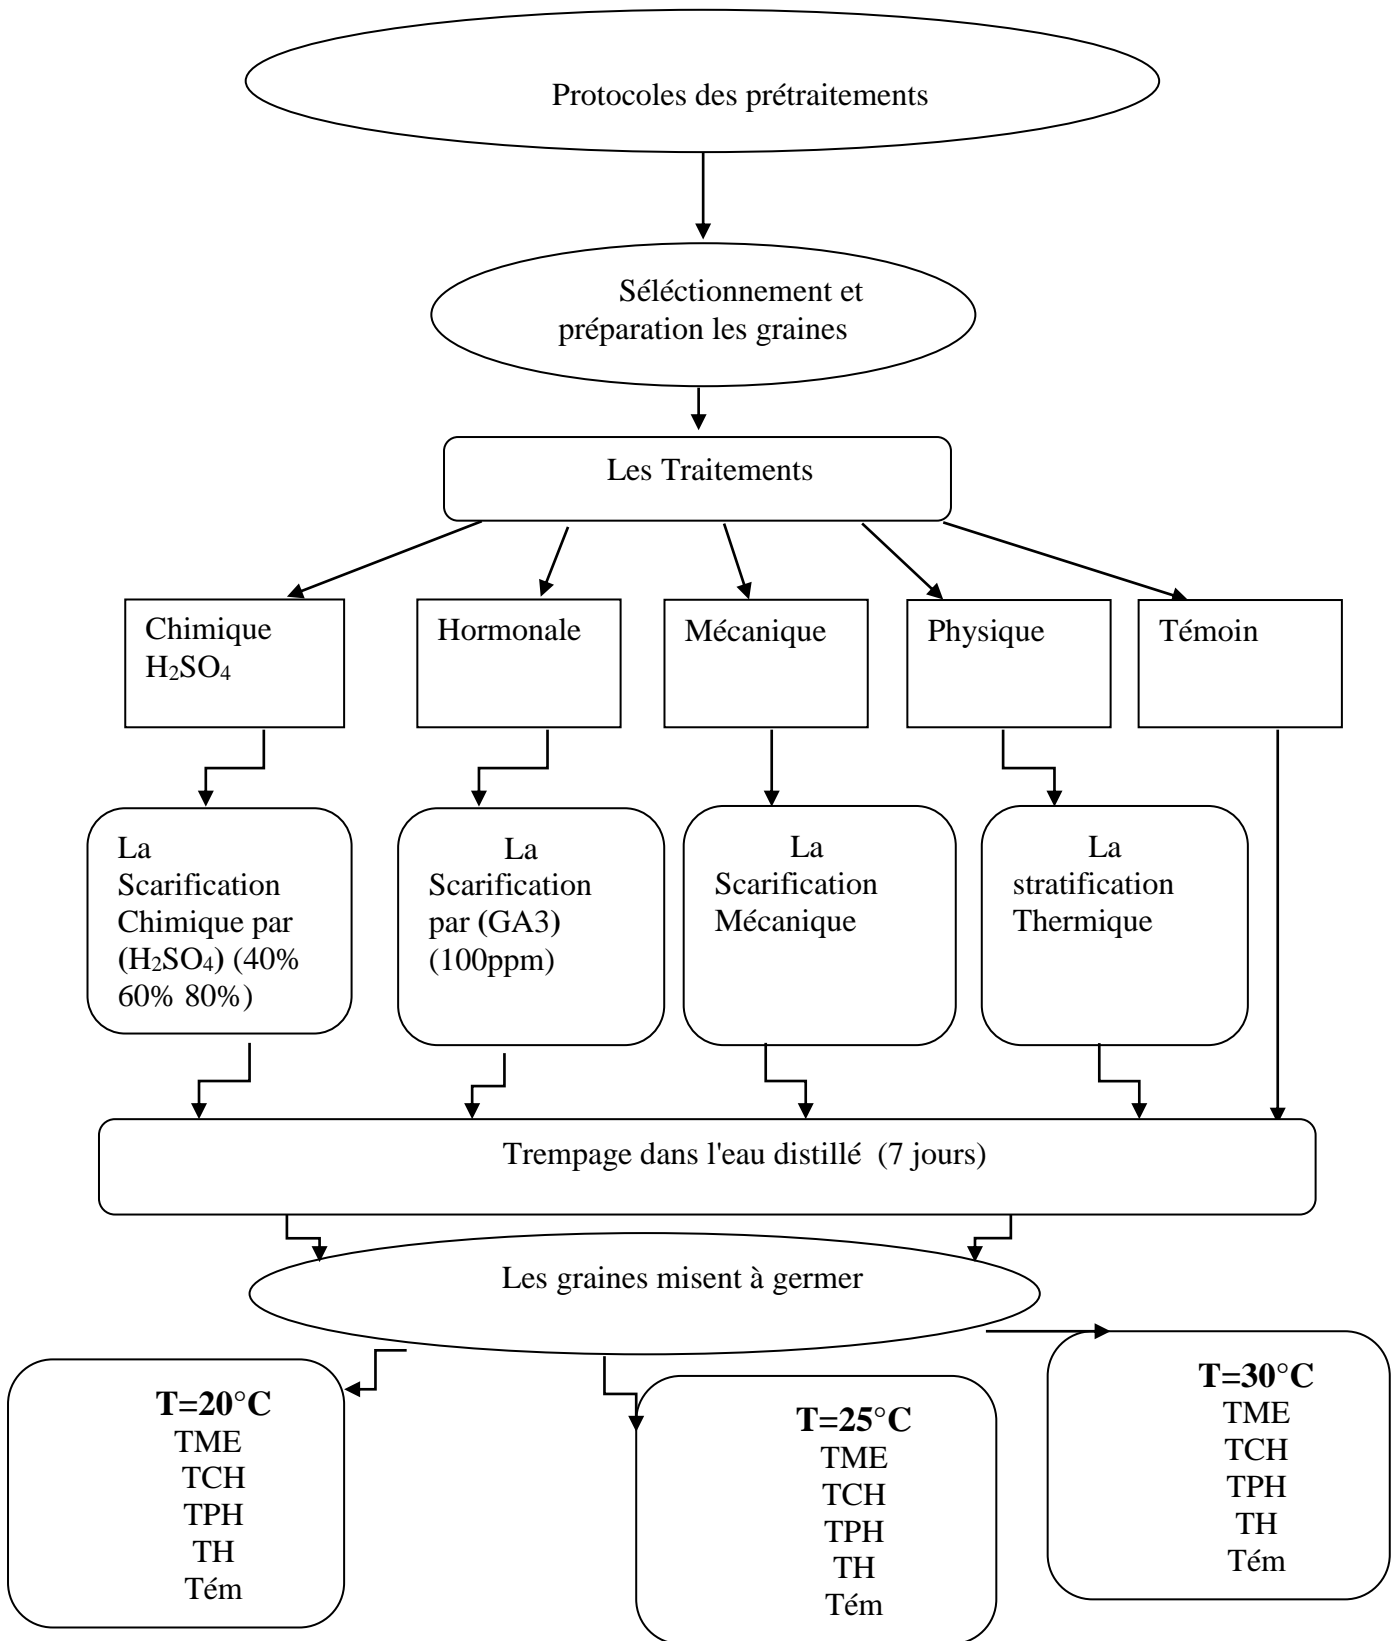 Protocoles des prétraitements
Séléctionnement et
préparation les graines
Les Traitements
Chimique
H₂SO₄
Hormonale
Mécanique
Physique
Témoin
La
Scarification
Chimique par
(H₂SO₄) (40%
60% 80%)
La
Scarification
par (GA3)
(100ppm)
La
Scarification
Mécanique
La
stratification
Thermique
Trempage dans l'eau distillé (7 jours)
Les graines misent à germer
T=20°C
TME
TCH
TPH
TH
Tém
T=25°C
TME
TCH
TPH
TH
Tém
T=30°C
TME
TCH
TPH
TH
Tém